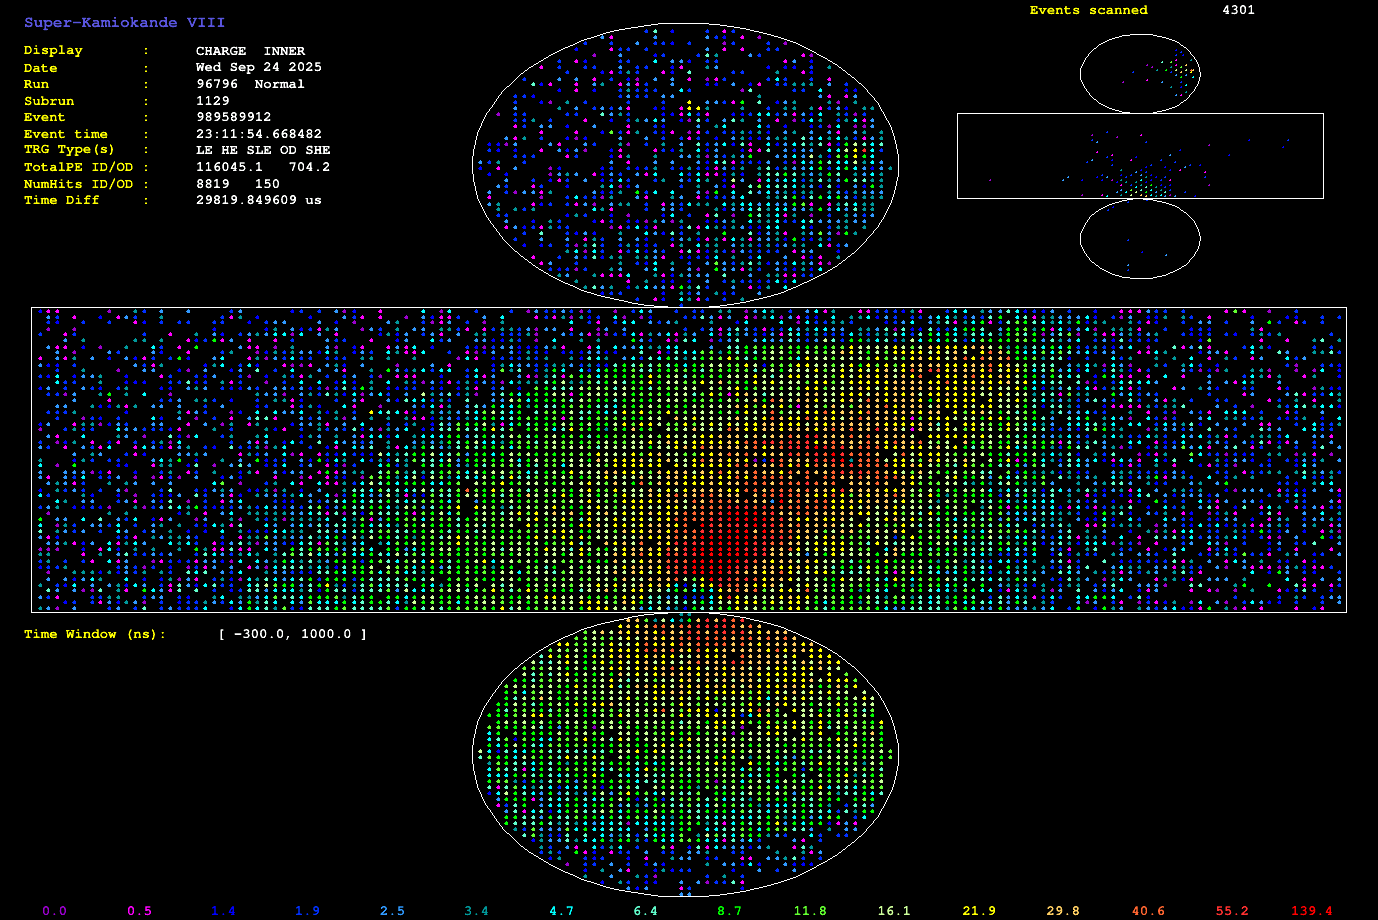 Super-Kamiokande VIII
Events scanned 4301
Display : CHARGE INNER
Date : Wed Sep 24 2025
Run : 96796 Normal
Subrun : 1129
Event : 989589912
Event time : 23:11:54.668482
TRG Type(s) : LE HE SLE OD SHE
TotalPE ID/OD : 116045.1 704.2
NumHits ID/OD : 8819 150
Time Diff : 29819.849609 us
Time Window (ns): [ -300.0, 1000.0 ]
0.0 0.5 1.4 1.9 2.5 3.4 4.7 6.4 8.7 11.8 16.1 21.9 29.8 40.6 55.2 139.4